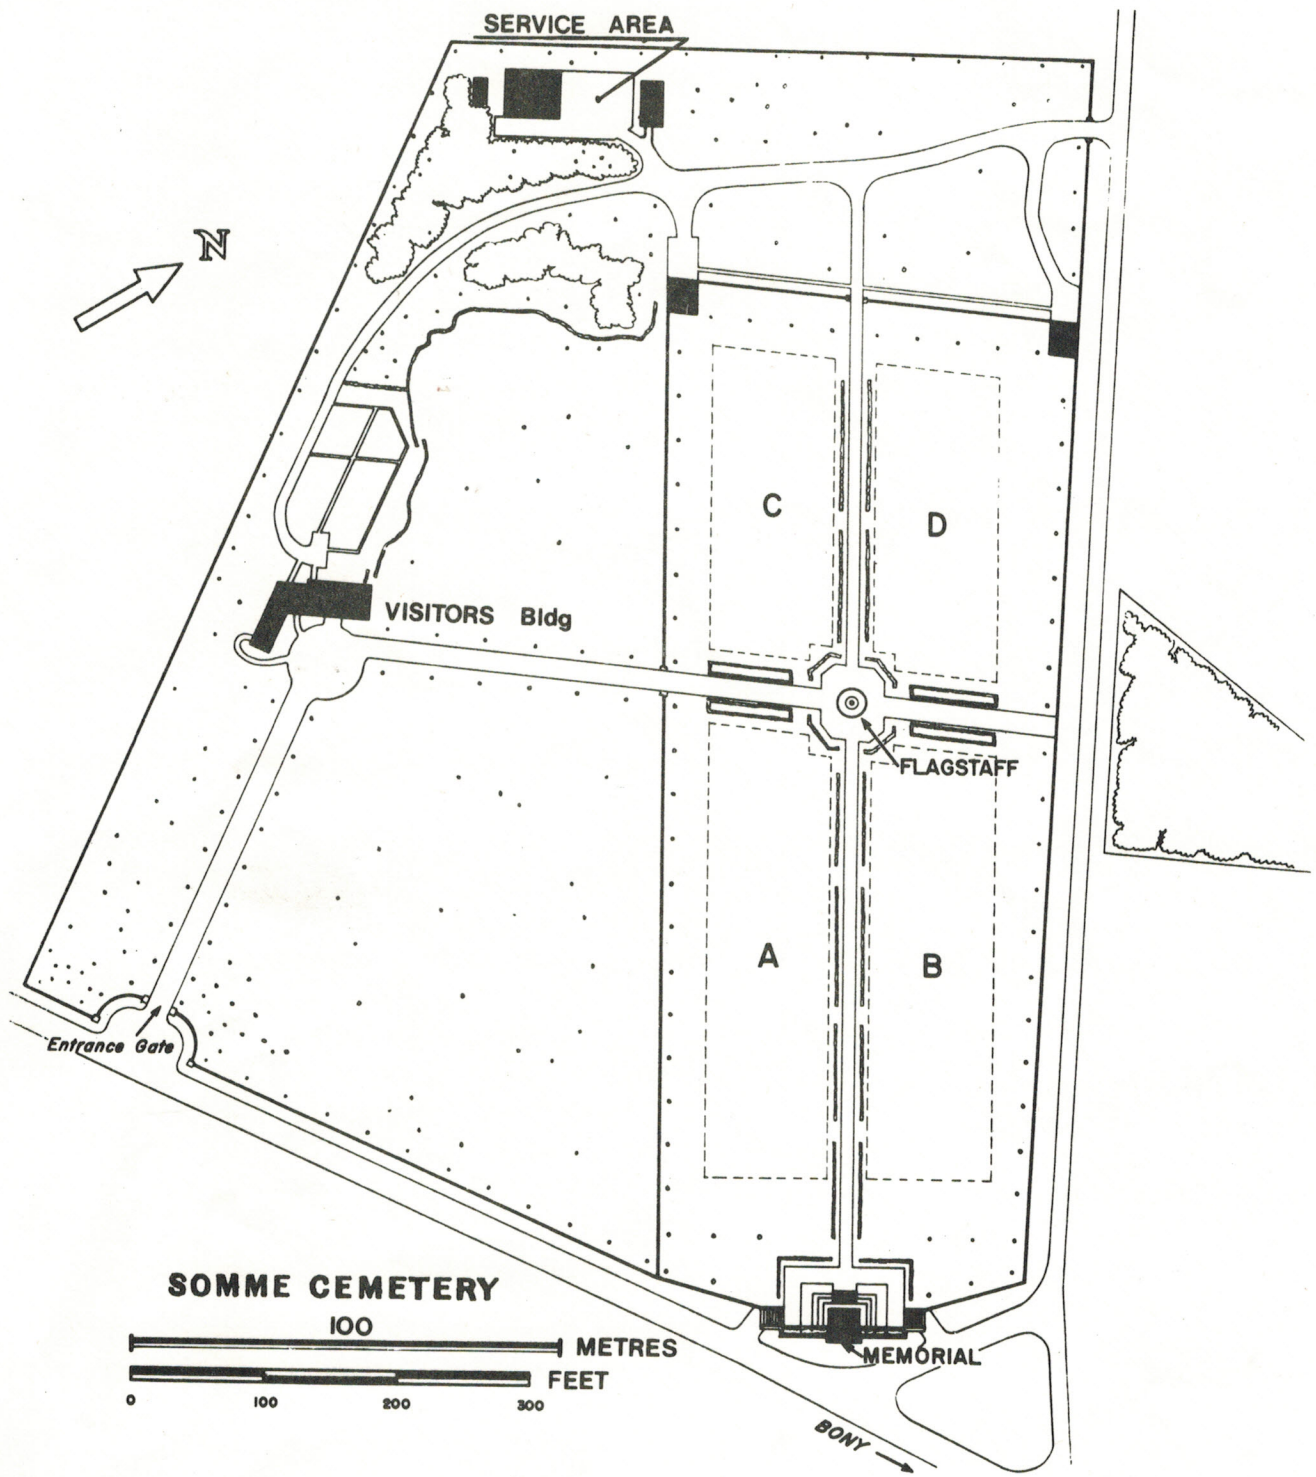 SERVICE AREA
N
C
D
VISITORS Bldg
FLAGSTAFF
A
B
Entrance Gate
SOMME CEMETERY
100
METRES
FEET
0 100 200 300
MEMORIAL
BONY